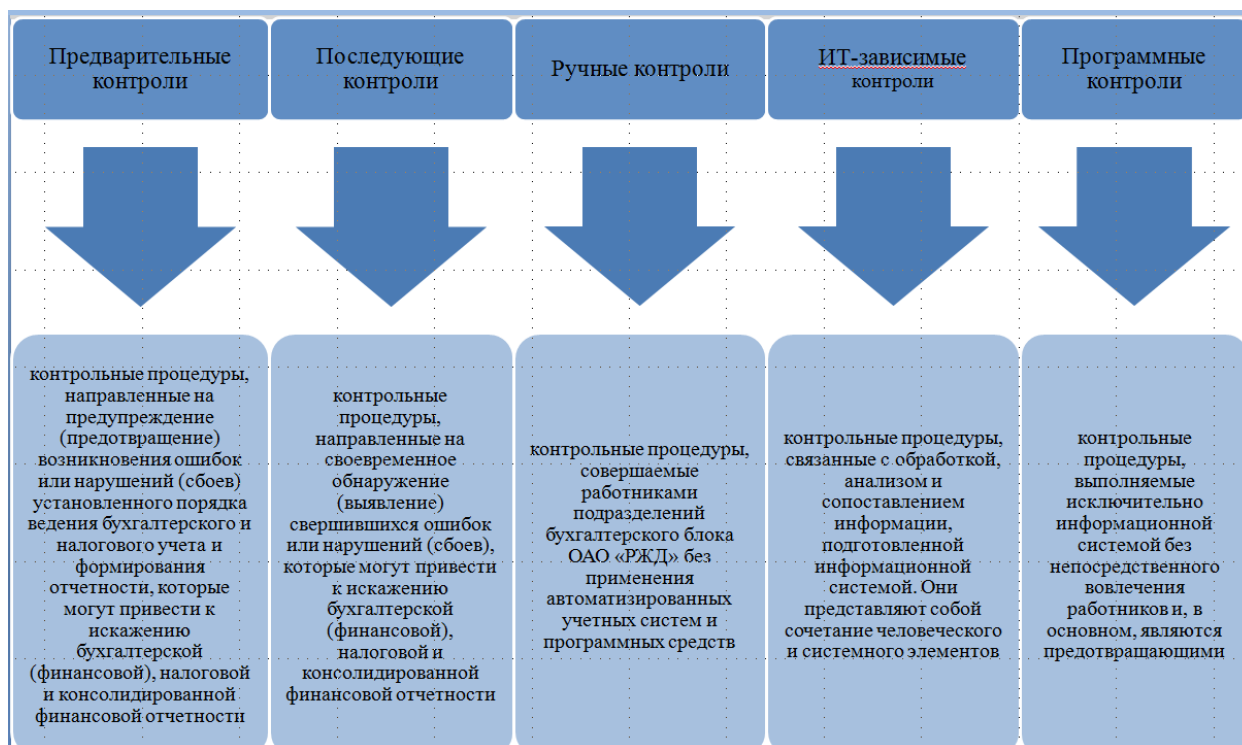 Предварительные
контроли
Последующие
контроли
Ручные контроли
ИТ-зависимые
контроли
Программные
контроли
контрольные процедуры,
направленные на
предупреждение
(предотвращение)
возникновения ошибок
или нарушений (сбоев)
установленного порядка
ведения бухгалтерского и
налогового учета и
формирования
отчетности, которые
могут привести к
искажению
бухгалтерской
(финансовой), налоговой
и консолидированной
финансовой отчетности
контрольные
процедуры,
направленные на
своевременное
обнаружение
(выявление)
свершившихся ошибок
или нарушений (сбоев),
которые могут привести
к искажению
бухгалтерской
(финансовой),
налоговой и
консолидированной
финансовой отчетности
контрольные процедуры,
совершаемые
работниками
подразделений
бухгалтерского блока
ОАО «РЖД» без
применения
автоматизированных
учетных систем и
программных средств
контрольные процедуры,
связанные с обработкой,
анализом и
сопоставлением
информации,
подготовленной
информационной
системой. Они
представляют собой
сочетание человеческого
и системного элементов
контрольные
процедуры,
выполняемые
исключительно
информационной
системой без
непосредственного
вовлечения
работников и, в
основном, являются
предотвращающими